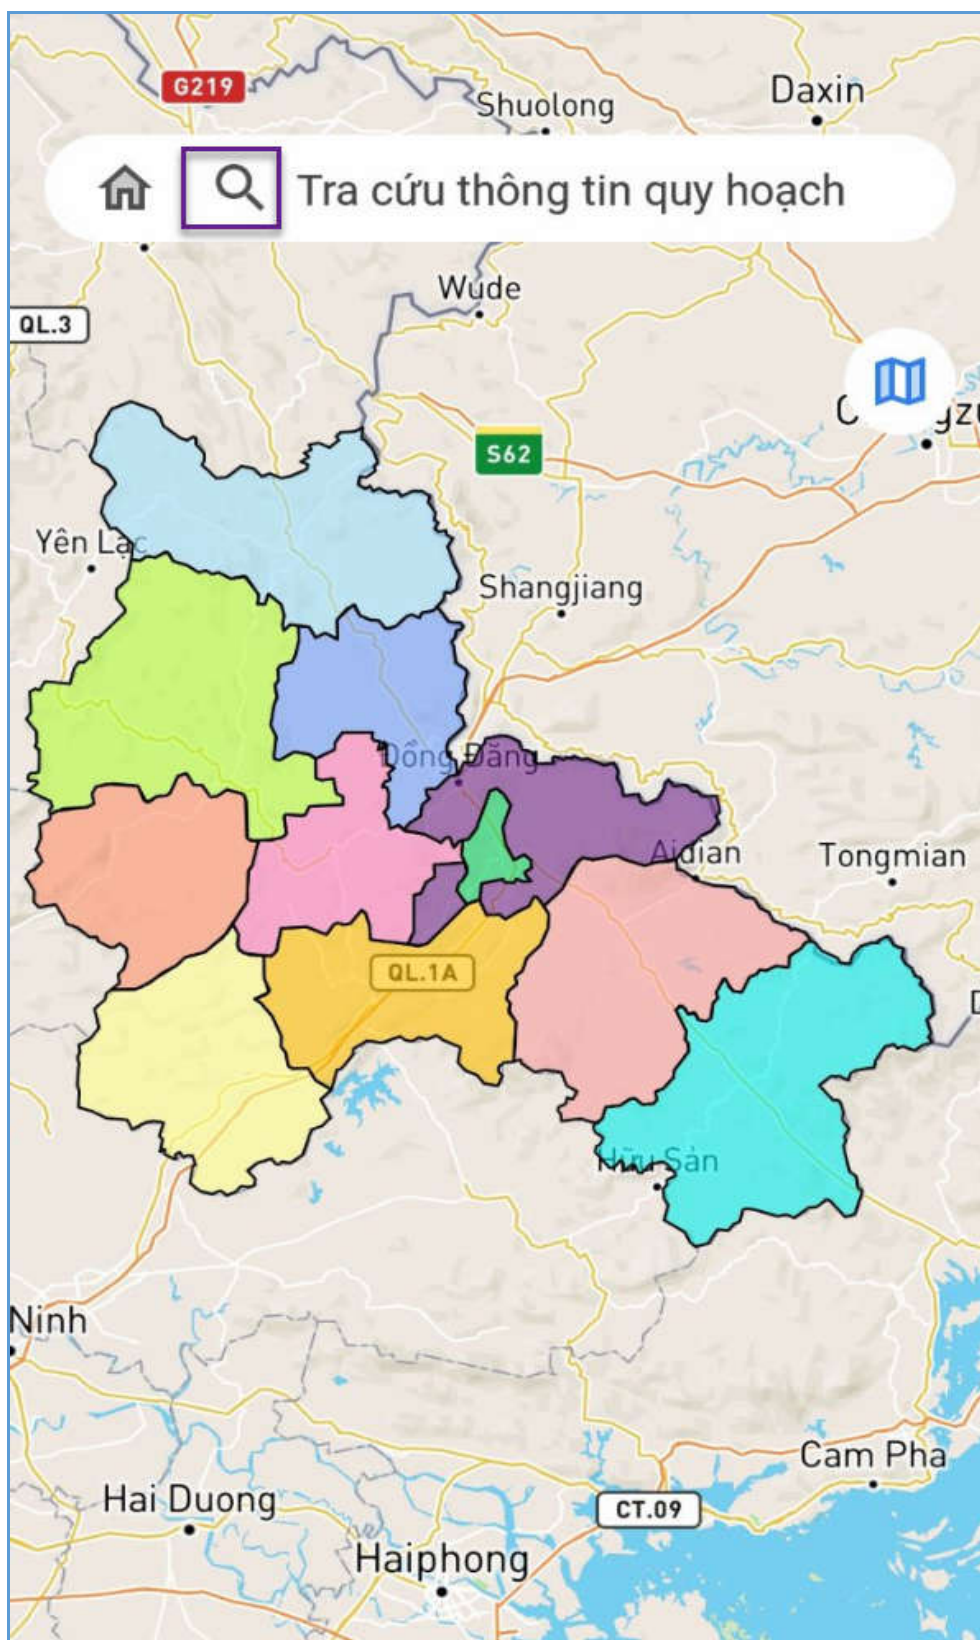 G219
Daxin
Shuolong
Tra cứu thông tin quy hoạch
Wude
QL.3
S62
Yên Lạc
Shangjiang
Đồng Đăng
Aidian
Tongmian
QL.1A
Hữu Sản
Ninh
Cam Pha
Hai Duong
CT.09
Haiphong